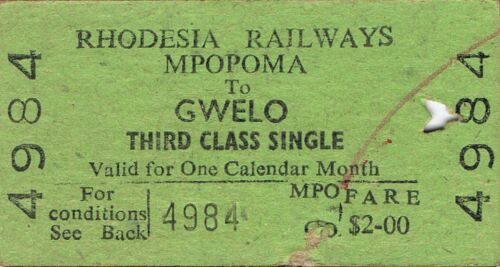 RHODESIA RAILWAYS
MPOPOMA
To
GWELO
THIRD CLASS SINGLE
Valid for One Calendar Month
For
conditions
See Back
4984
MPO
FARE
$2-00
4984
4984